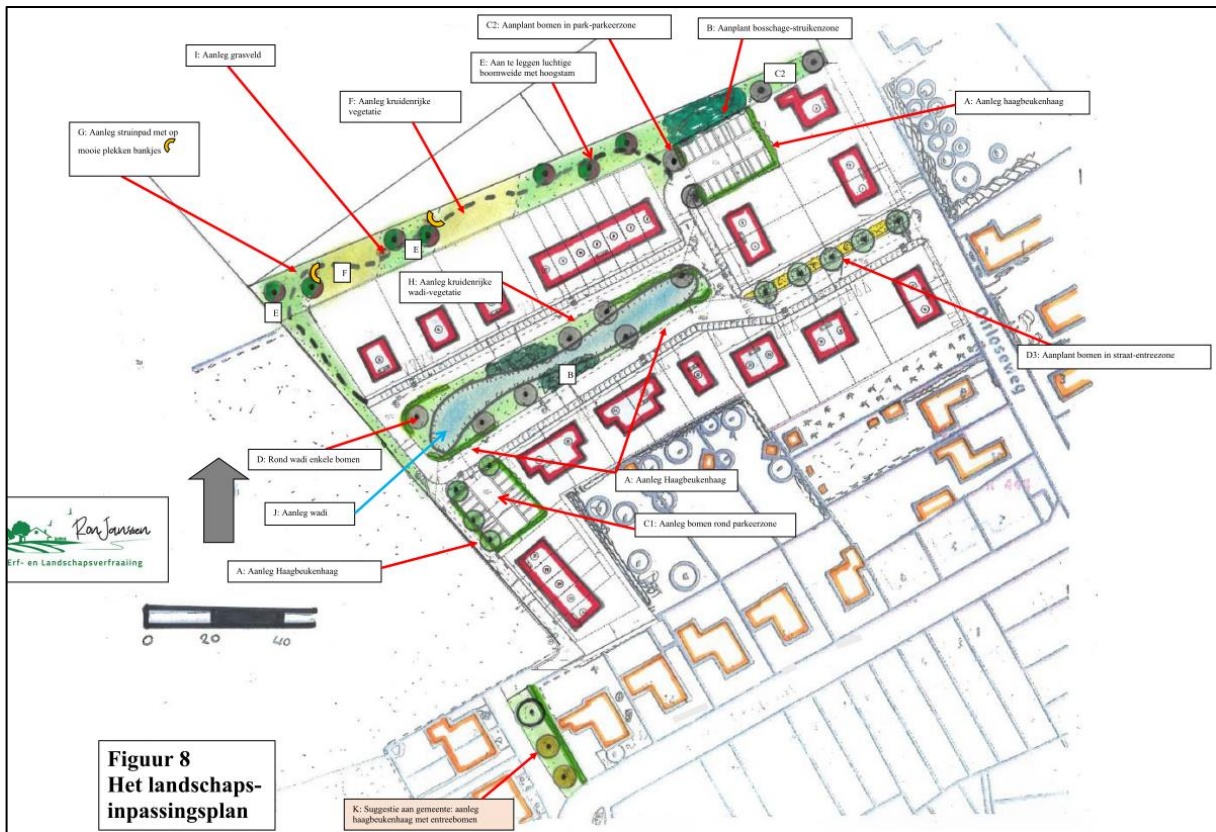 C2: Aanplant bomen in park-parkeerzone
B: Aanplant bosschage-struikenzone
I: Aanleg grasveld
E: Aan te leggen luchtige
boomweide met hoogstam
C2
A: Aanleg haagbeukenhaag
F: Aanleg kruidenrijke
vegetatie
G: Aanleg struinpad met op
mooie plekken bankjes
E
F
E
H: Aanleg kruidenrijke
wadi-vegetatie
B
D3: Aanplant bomen in straat-entreezone
D: Rond wadi enkele bomen
A: Aanleg Haagbeukenhaag
J: Aanleg wadi
C1: Aanleg bomen rond parkeerzone
A: Aanleg Haagbeukenhaag
Ron Janssen
Erf- en Landschapsverfraaiing
0 20 40
Figuur 8
Het landschaps-
inpassingsplan
K: Suggestie aan gemeente: aanleg
haagbeukenhaag met entreebomen